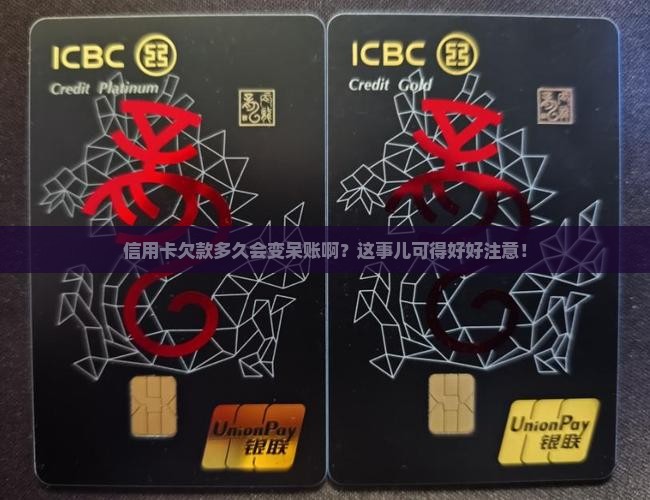 ICBC
Credit Platinum
ICBC
Credit Gold
信用卡欠款多久会变呆账啊？这事儿可得好好注意！
UnionPay
银联
UnionPay
银联